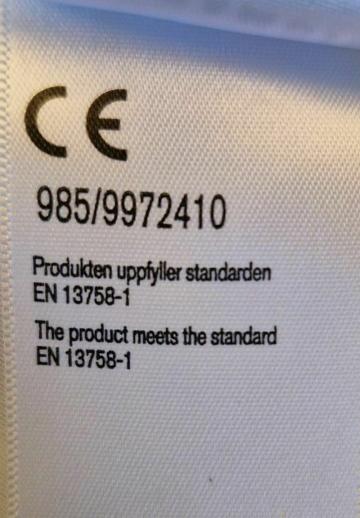 CE
985/9972410
Produkten uppfyller standarden
EN 13758-1
The product meets the standard
EN 13758-1